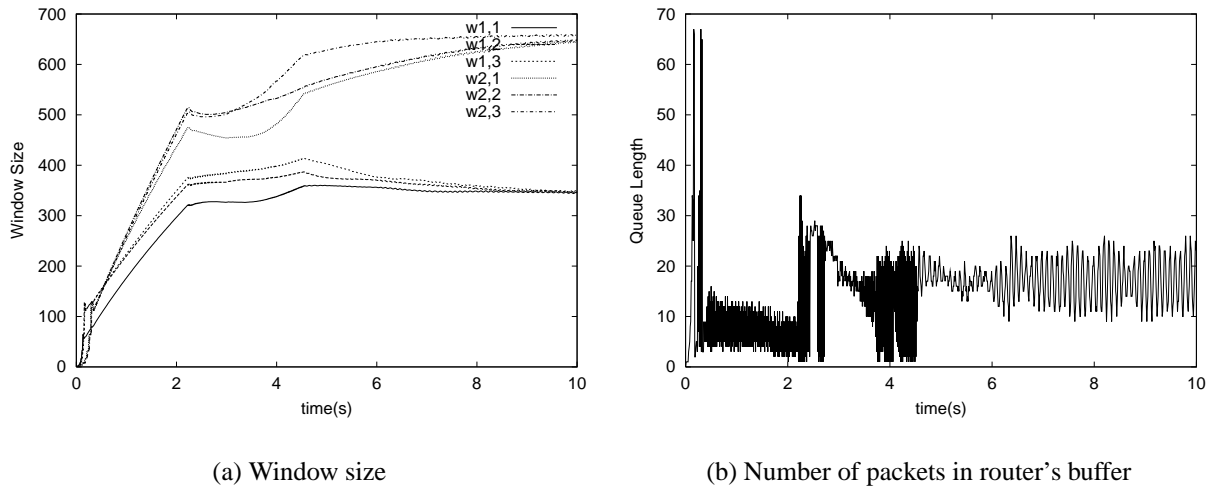 700
600
500
400
300
200
100
0
0 2 4 6 8 10
Window Size
time(s)
w1,1
w1,2
w1,3
w2,1
w2,2
w2,3
70
60
50
40
30
20
10
0
0 2 4 6 8 10
Queue Length
time(s)
(a) Window size
(b) Number of packets in router's buffer